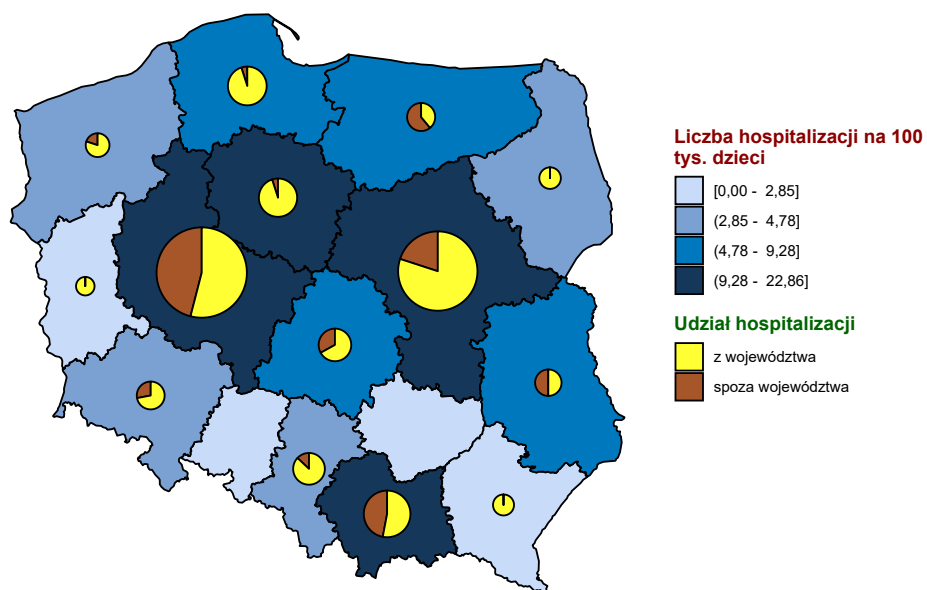 Liczba hospitalizacji na 100
tys. dzieci
[0,00 - 2,85]
(2,85 - 4,78]
(4,78 - 9,28]
(9,28 - 22,86]
Udział hospitalizacji
z województwa
spoza województwa